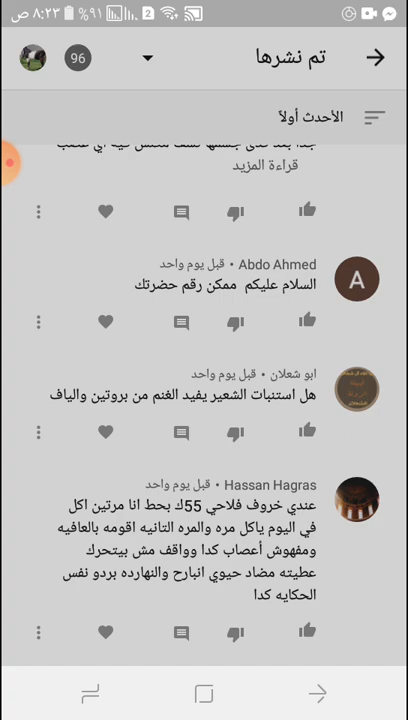 ٨:٢٣ ص ٩١%
تم نشرها
96
الأحدث أولاً
قراءة المزيد
Abdo Ahmed • قبل يوم واحد
A
السلام عليكم ممكن رقم حضرتك
ابو شعلان • قبل يوم واحد
هل استنبات الشعير يفيد الغنم من بروتين والياف
Hassan Hagras • قبل يوم واحد
عندي خروف فلاحي 55ك بحط انا مرتين اكل
في اليوم ياكل مره والمره التانيه اقومه بالعافيه
ومفهوش أعصاب كدا وواقف مش بيتحرك
عطيته مضاد حيوي انبارح والنهارده بردو نفس
الحكايه كدا